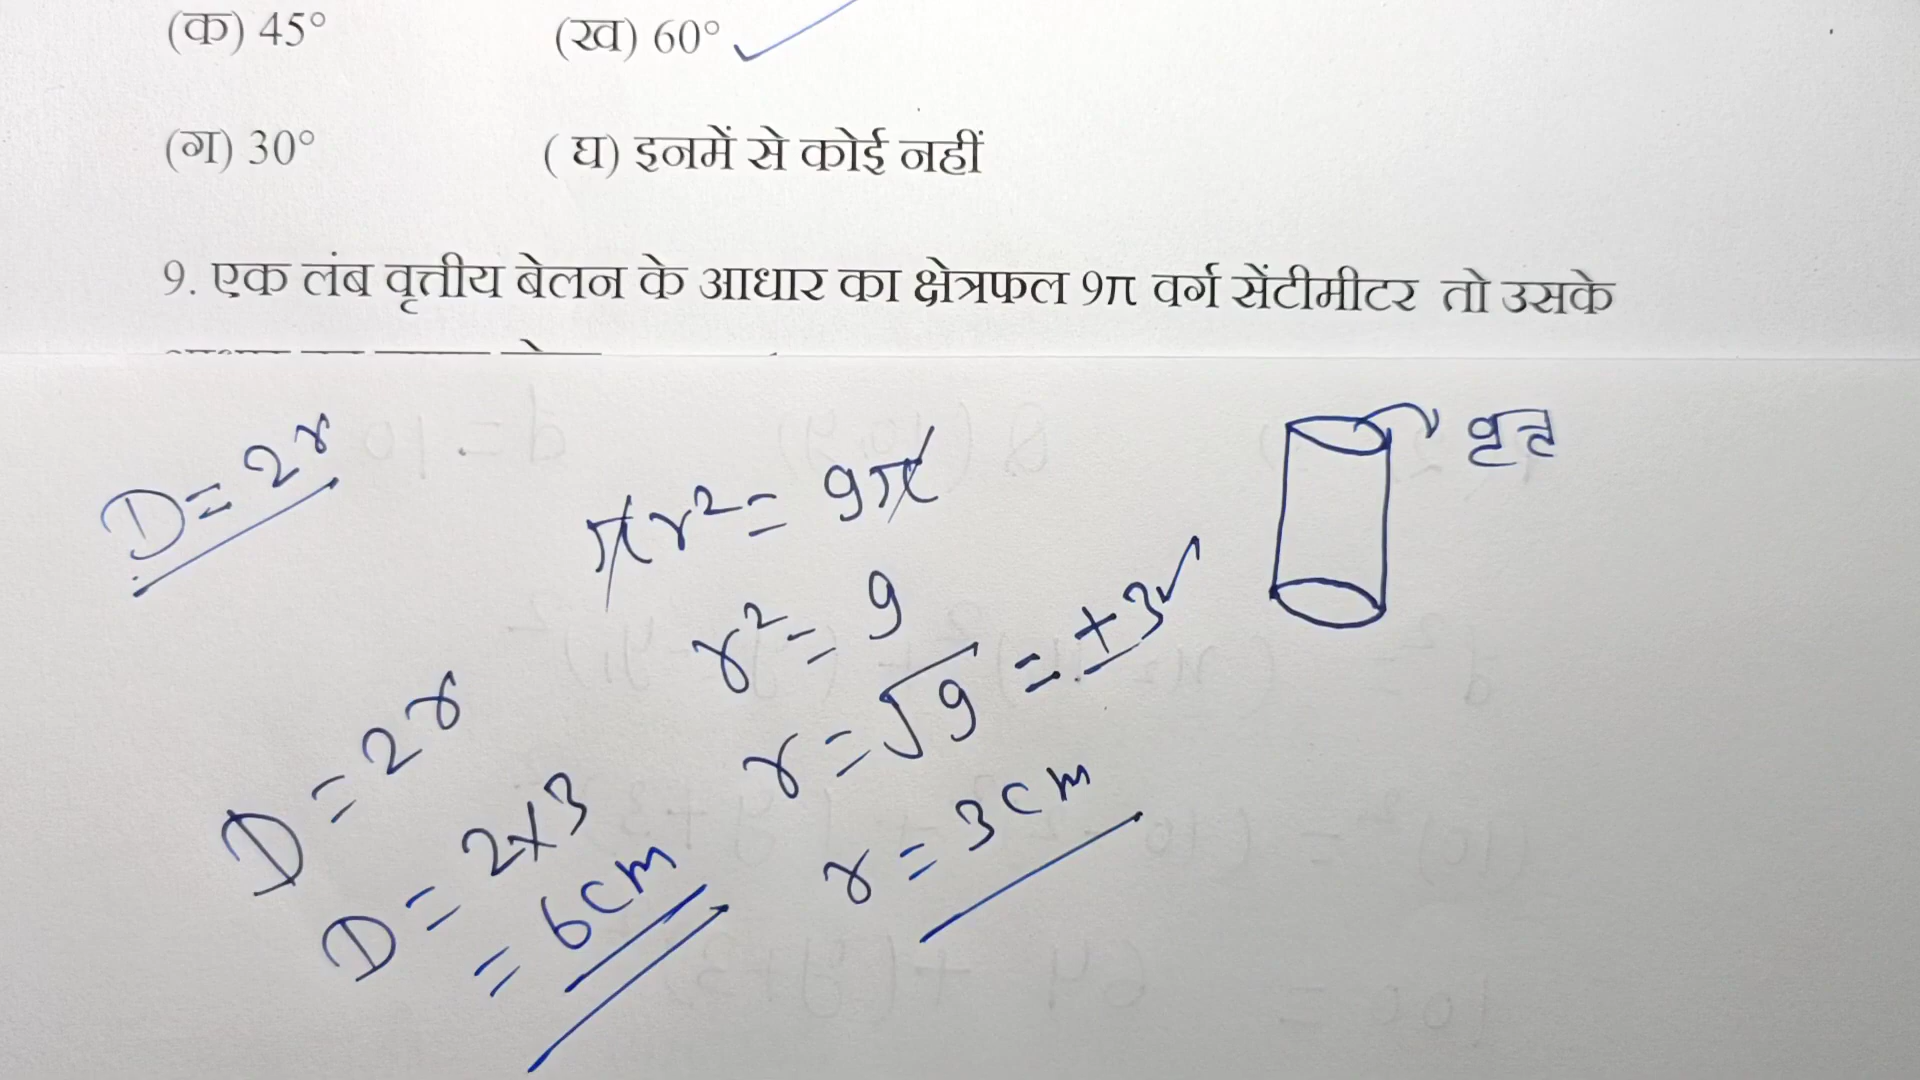 (क) 45° (ख) 60°
(ग) 30° ( घ) इनमें से कोई नहीं
9. एक लंब वृत्तीय बेलन के आधार का क्षेत्रफल 9π वर्ग सेंटीमीटर तो उसके
D = 2r
πr² = 9π
वृत
r² = 9
r = √9 = ±3
r = 3cm
D = 2r
D = 2×3
= 6cm